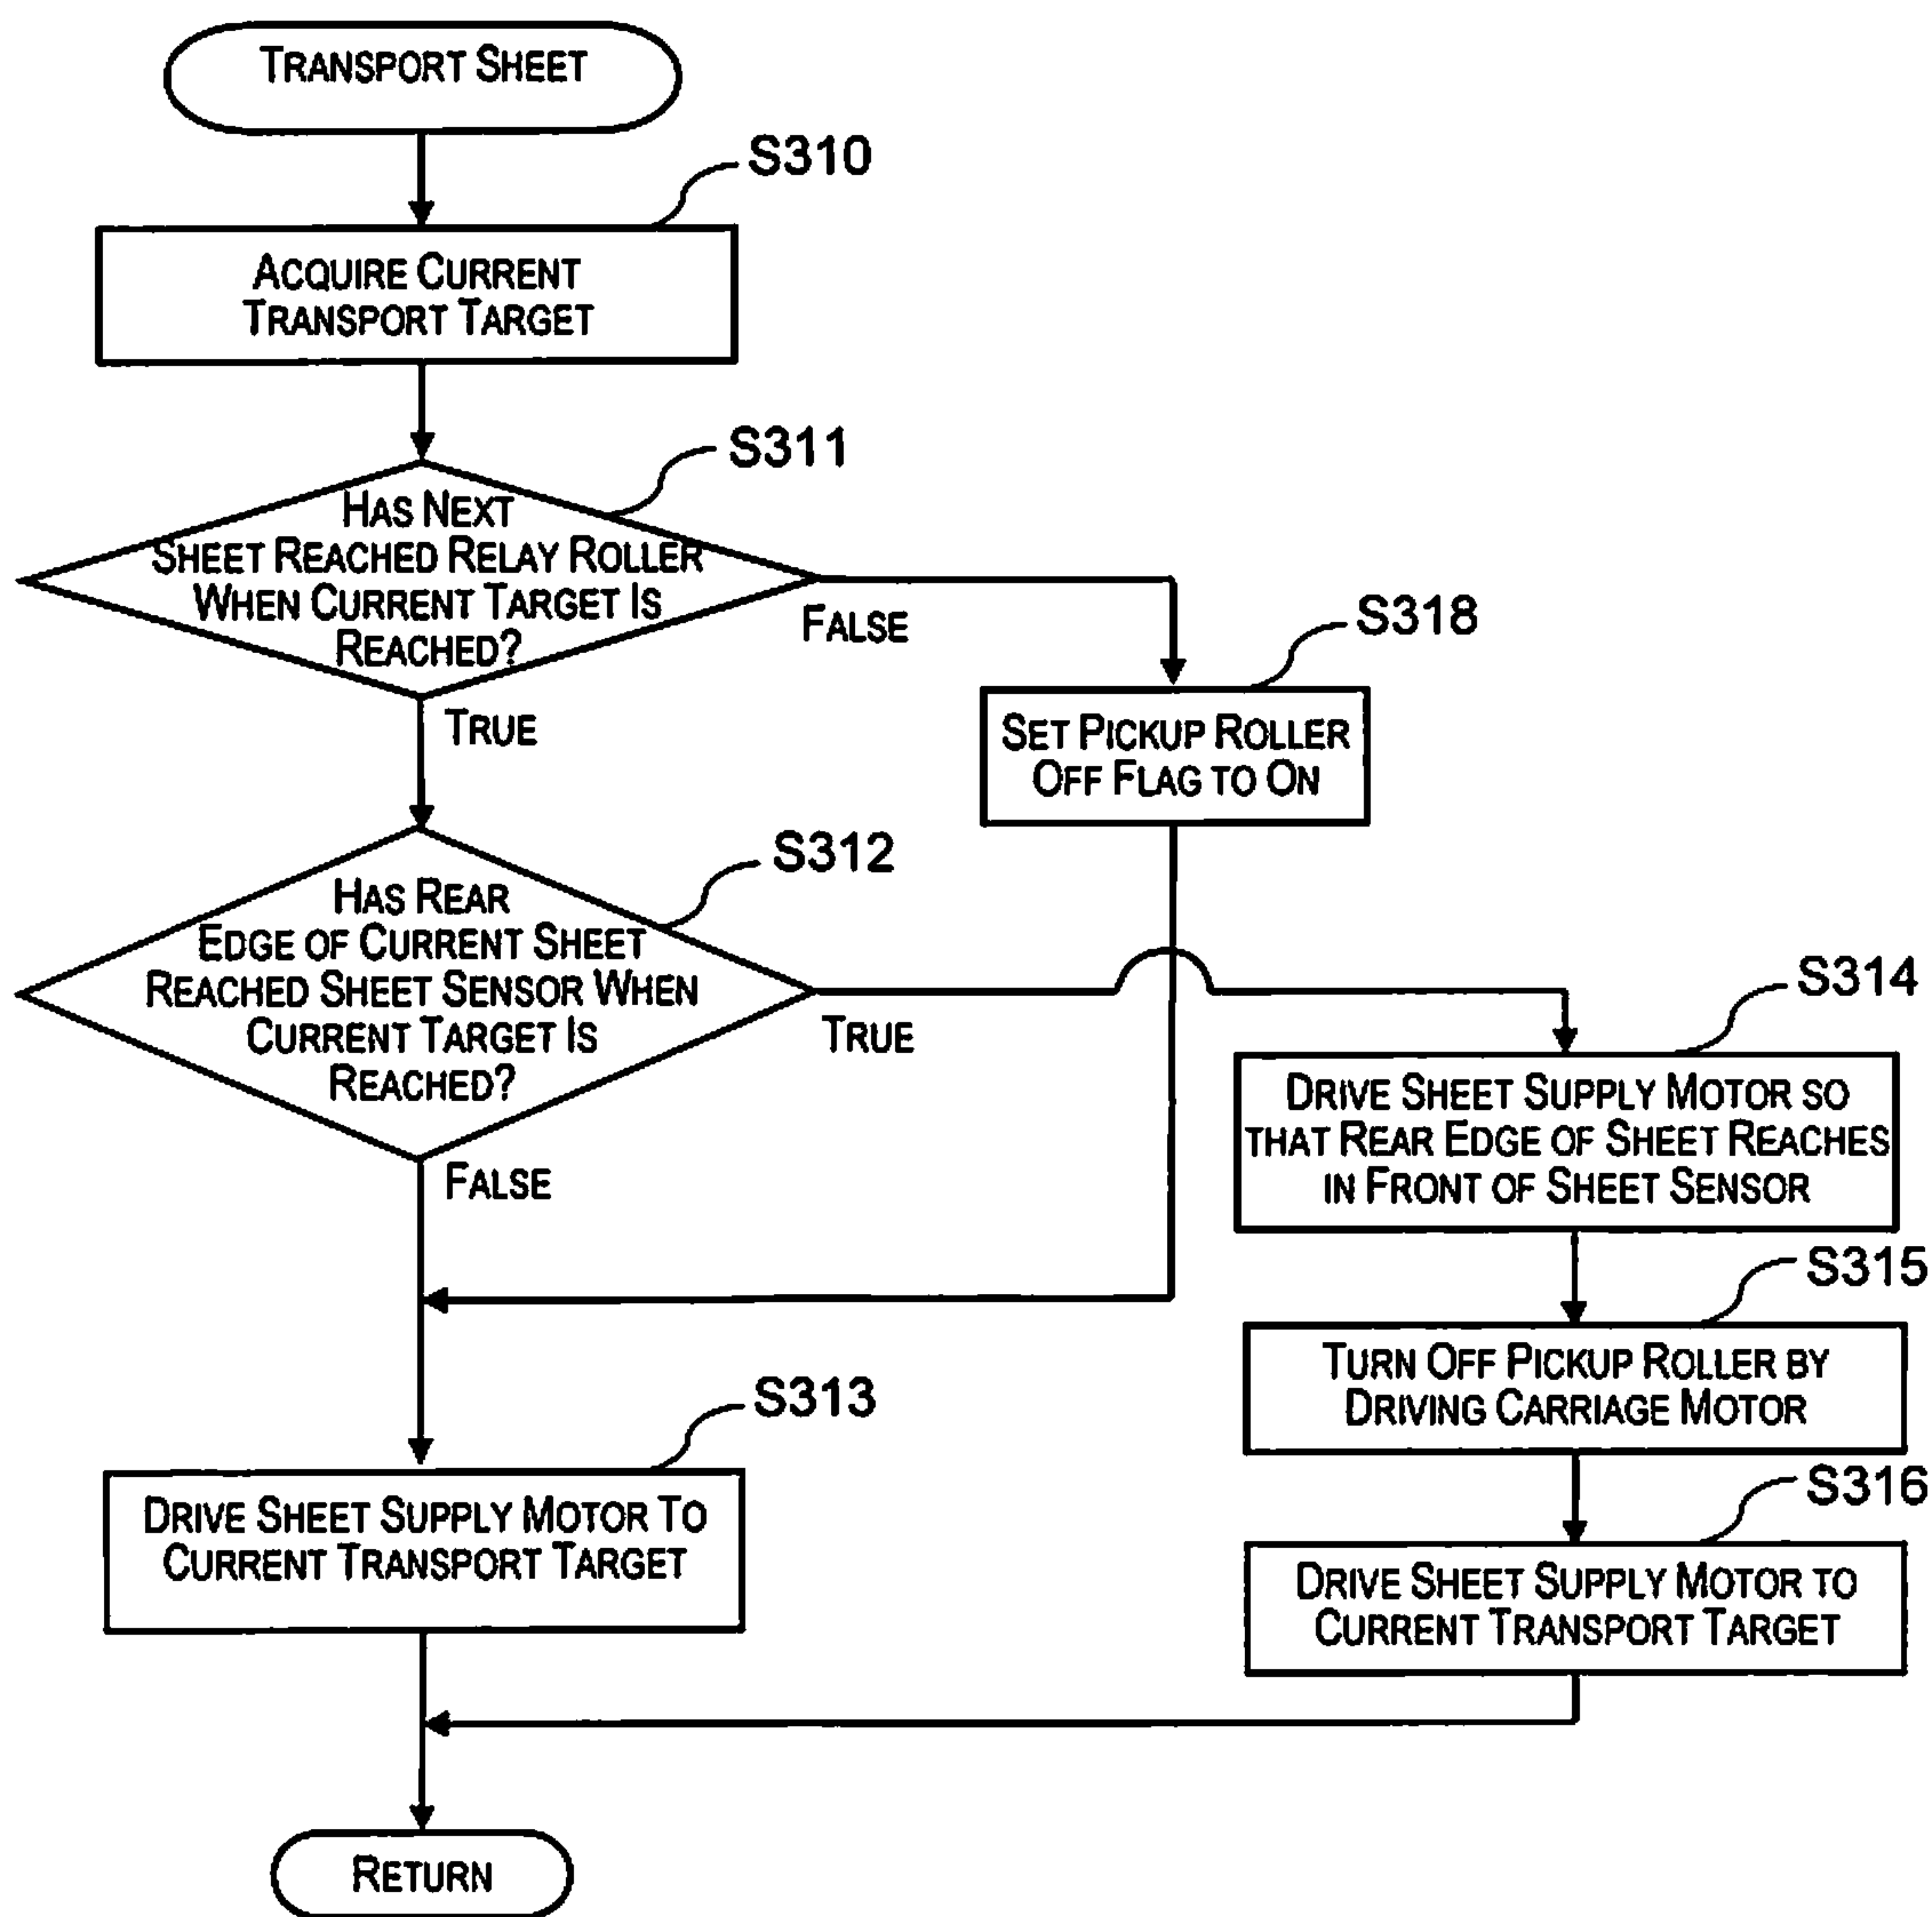 TRANSPORT SHEET
S310
ACQUIRE CURRENT
TRANSPORT TARGET
S311
HAS NEXT
SHEET REACHED RELAY ROLLER
WHEN CURRENT TARGET IS
REACHED?
FALSE
TRUE
S318
SET PICKUP ROLLER
OFF FLAG TO ON
S312
HAS REAR
EDGE OF CURRENT SHEET
REACHED SHEET SENSOR WHEN
CURRENT TARGET IS
REACHED?
TRUE
FALSE
S314
DRIVE SHEET SUPPLY MOTOR SO
THAT REAR EDGE OF SHEET REACHES
IN FRONT OF SHEET SENSOR
S315
TURN OFF PICKUP ROLLER BY
DRIVING CARRIAGE MOTOR
S313
DRIVE SHEET SUPPLY MOTOR TO
CURRENT TRANSPORT TARGET
S316
DRIVE SHEET SUPPLY MOTOR TO
CURRENT TRANSPORT TARGET
RETURN